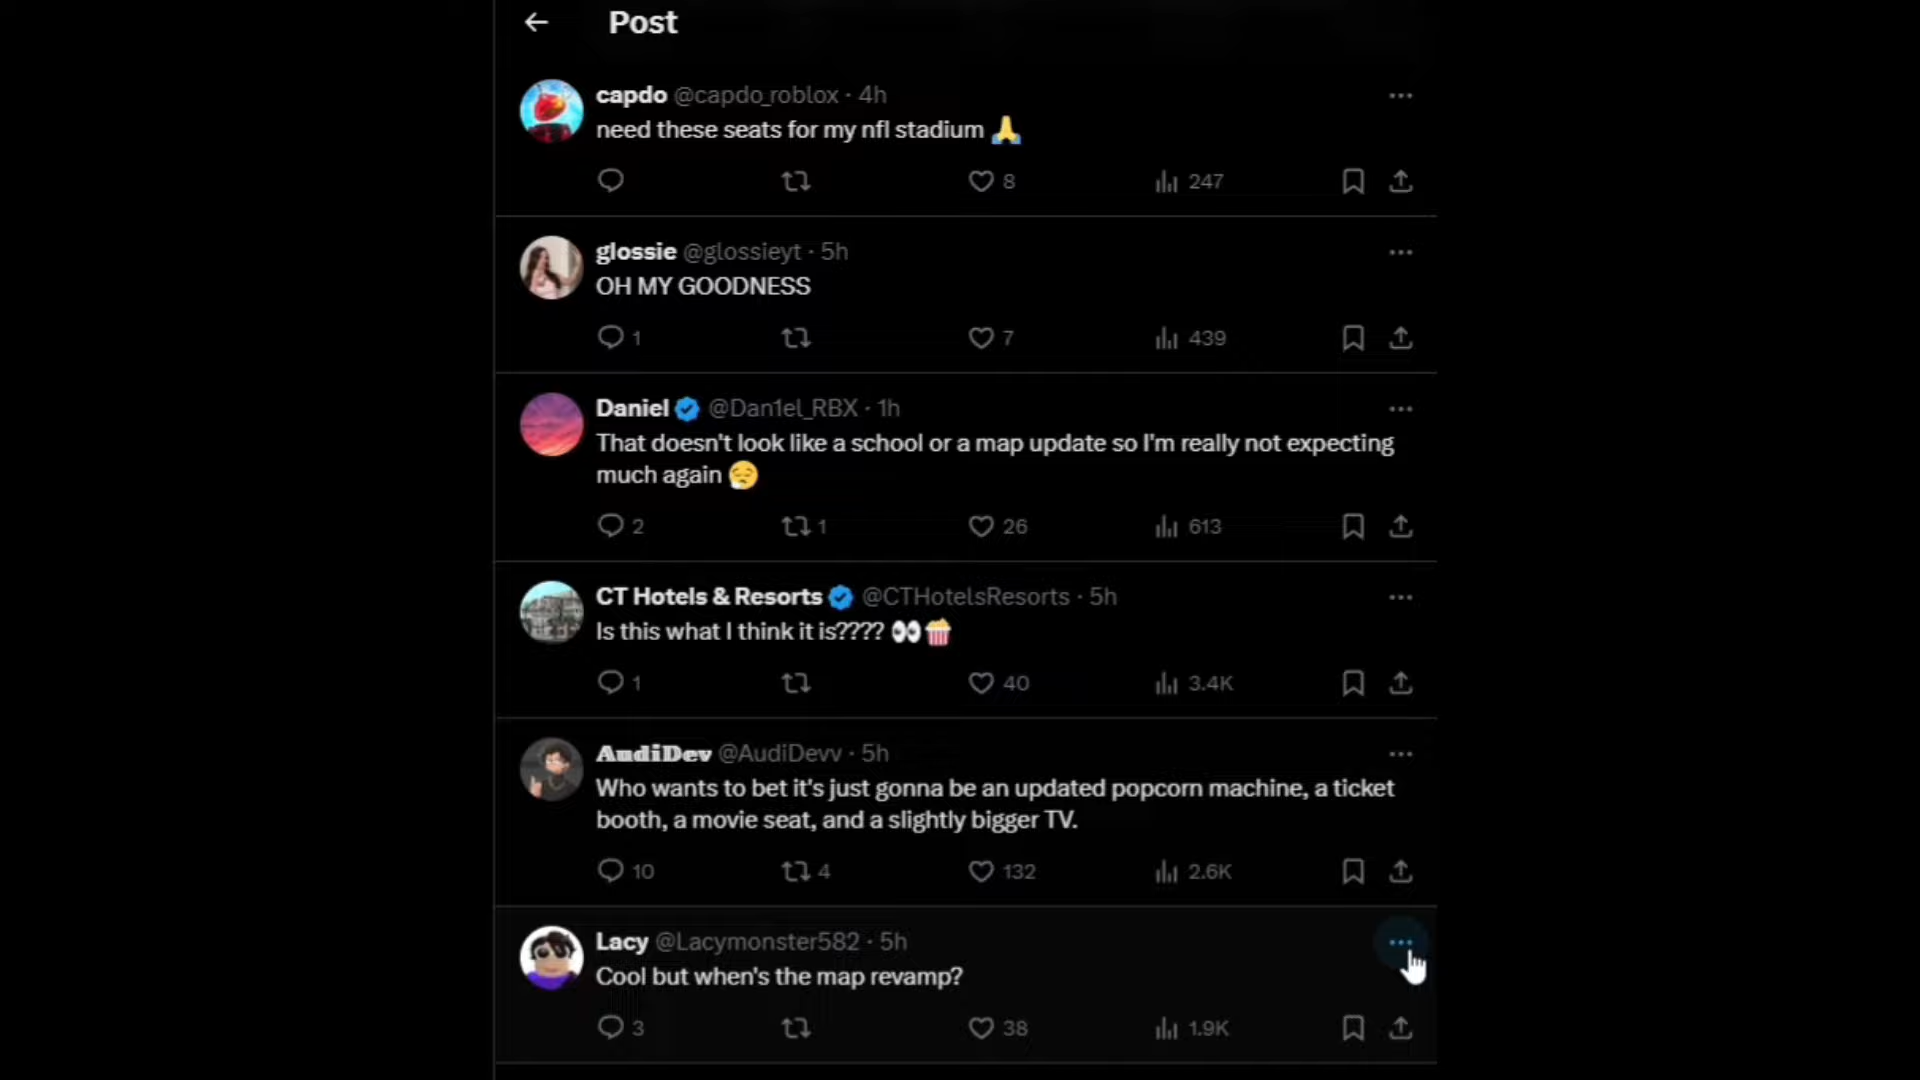 Post
capdo @capdo_roblox · 4h
need these seats for my nfl stadium 🙏
8 247
glossie @glossieyt · 5h
OH MY GOODNESS
1 7 439
Daniel @Dan1el_RBX · 1h
That doesn't look like a school or a map update so I'm really not expecting
much again 😮‍💨
2 1 26 613
CT Hotels & Resorts @CTHotelsResorts · 5h
Is this what I think it is???? 👀🍿
1 40 3.4K
AudiDev @AudiDevv · 5h
Who wants to bet it's just gonna be an updated popcorn machine, a ticket
booth, a movie seat, and a slightly bigger TV.
10 4 132 2.6K
Lacy @Lacymonster582 · 5h
Cool but when's the map revamp?
3 38 1.9K